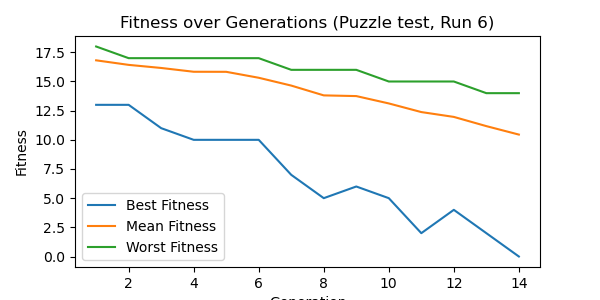 Fitness over Generations (Puzzle test, Run 6)
Fitness
17.5
15.0
12.5
10.0
7.5
5.0
2.5
0.0
Best Fitness
Mean Fitness
Worst Fitness
2 4 6 8 10 12 14
Generation